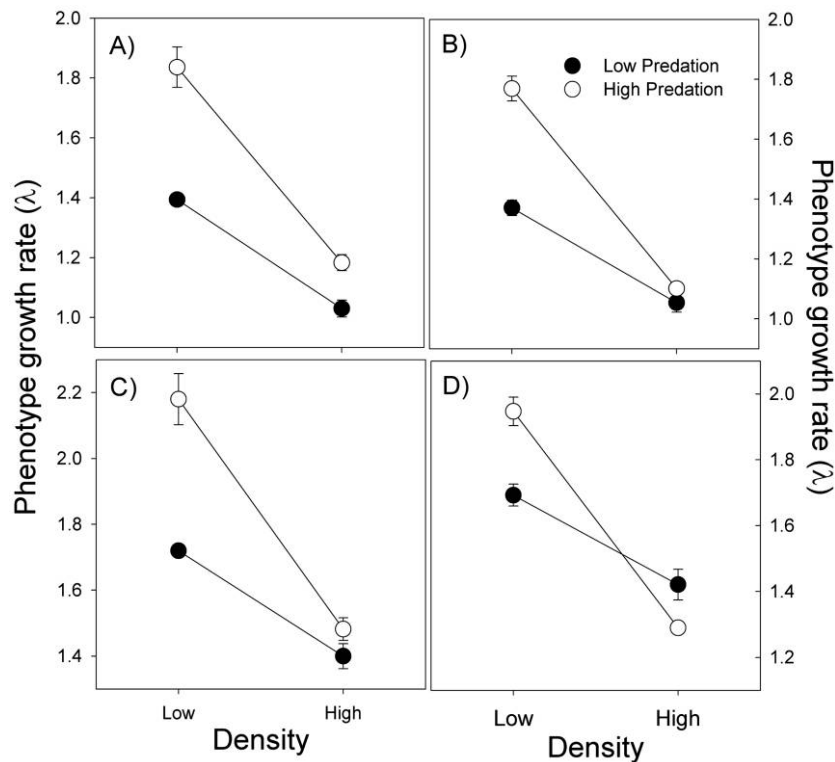 A)
2.0
1.8
1.6
1.4
1.2
1.0
B)
Low Predation
High Predation
2.0
1.8
1.6
1.4
1.2
1.0
Phenotype growth rate (λ)
Phenotype growth rate (λ)
C)
2.2
2.0
1.8
1.6
1.4
D)
2.0
1.8
1.6
1.4
1.2
Low
High
Density
Low
High
Density